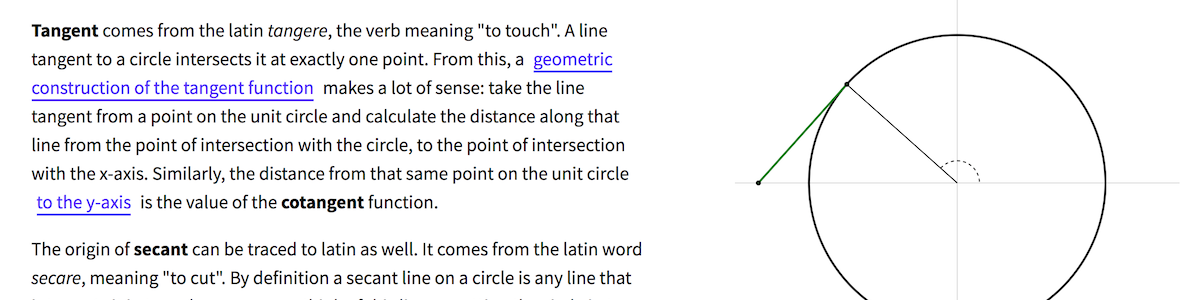 Tangent comes from the latin tangere, the verb meaning "to touch". A line
tangent to a circle intersects it at exactly one point. From this, a geometric
construction of the tangent function makes a lot of sense: take the line
tangent from a point on the unit circle and calculate the distance along that
line from the point of intersection with the circle, to the point of intersection
with the x-axis. Similarly, the distance from that same point on the unit circle
to the y-axis is the value of the cotangent function.
The origin of secant can be traced to latin as well. It comes from the latin word
secare, meaning "to cut". By definition a secant line on a circle is any line that